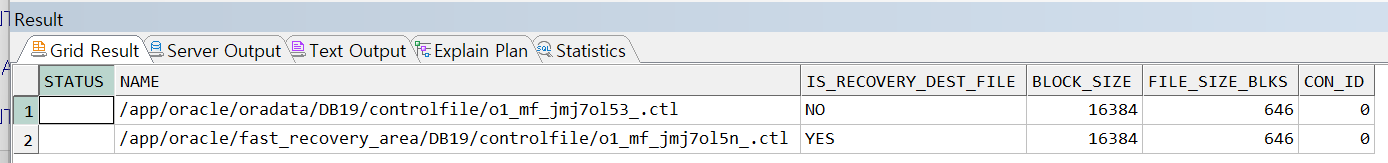 Result
Grid Result Server Output Text Output Explain Plan Statistics
STATUS NAME IS_RECOVERY_DEST_FILE BLOCK_SIZE FILE_SIZE_BLKS CON_ID
1 /app/oracle/oradata/DB19/controlfile/o1_mf_jmj7ol53_.ctl NO 16384 646 0
2 /app/oracle/fast_recovery_area/DB19/controlfile/o1_mf_jmj7ol5n_.ctl YES 16384 646 0